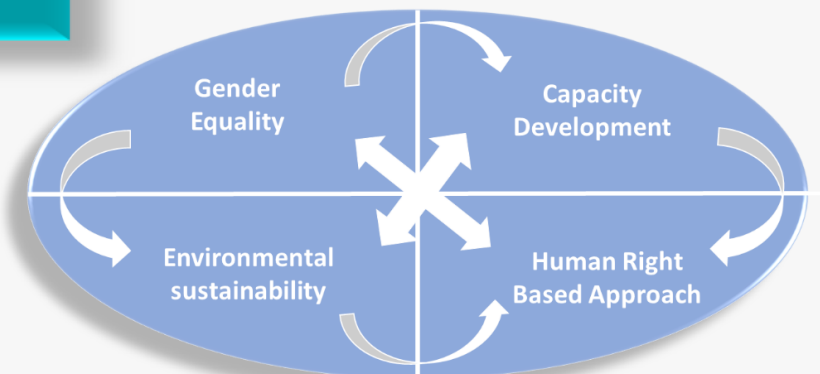 Gender
Equality
Capacity
Development
Environmental
sustainability
Human Right
Based Approach